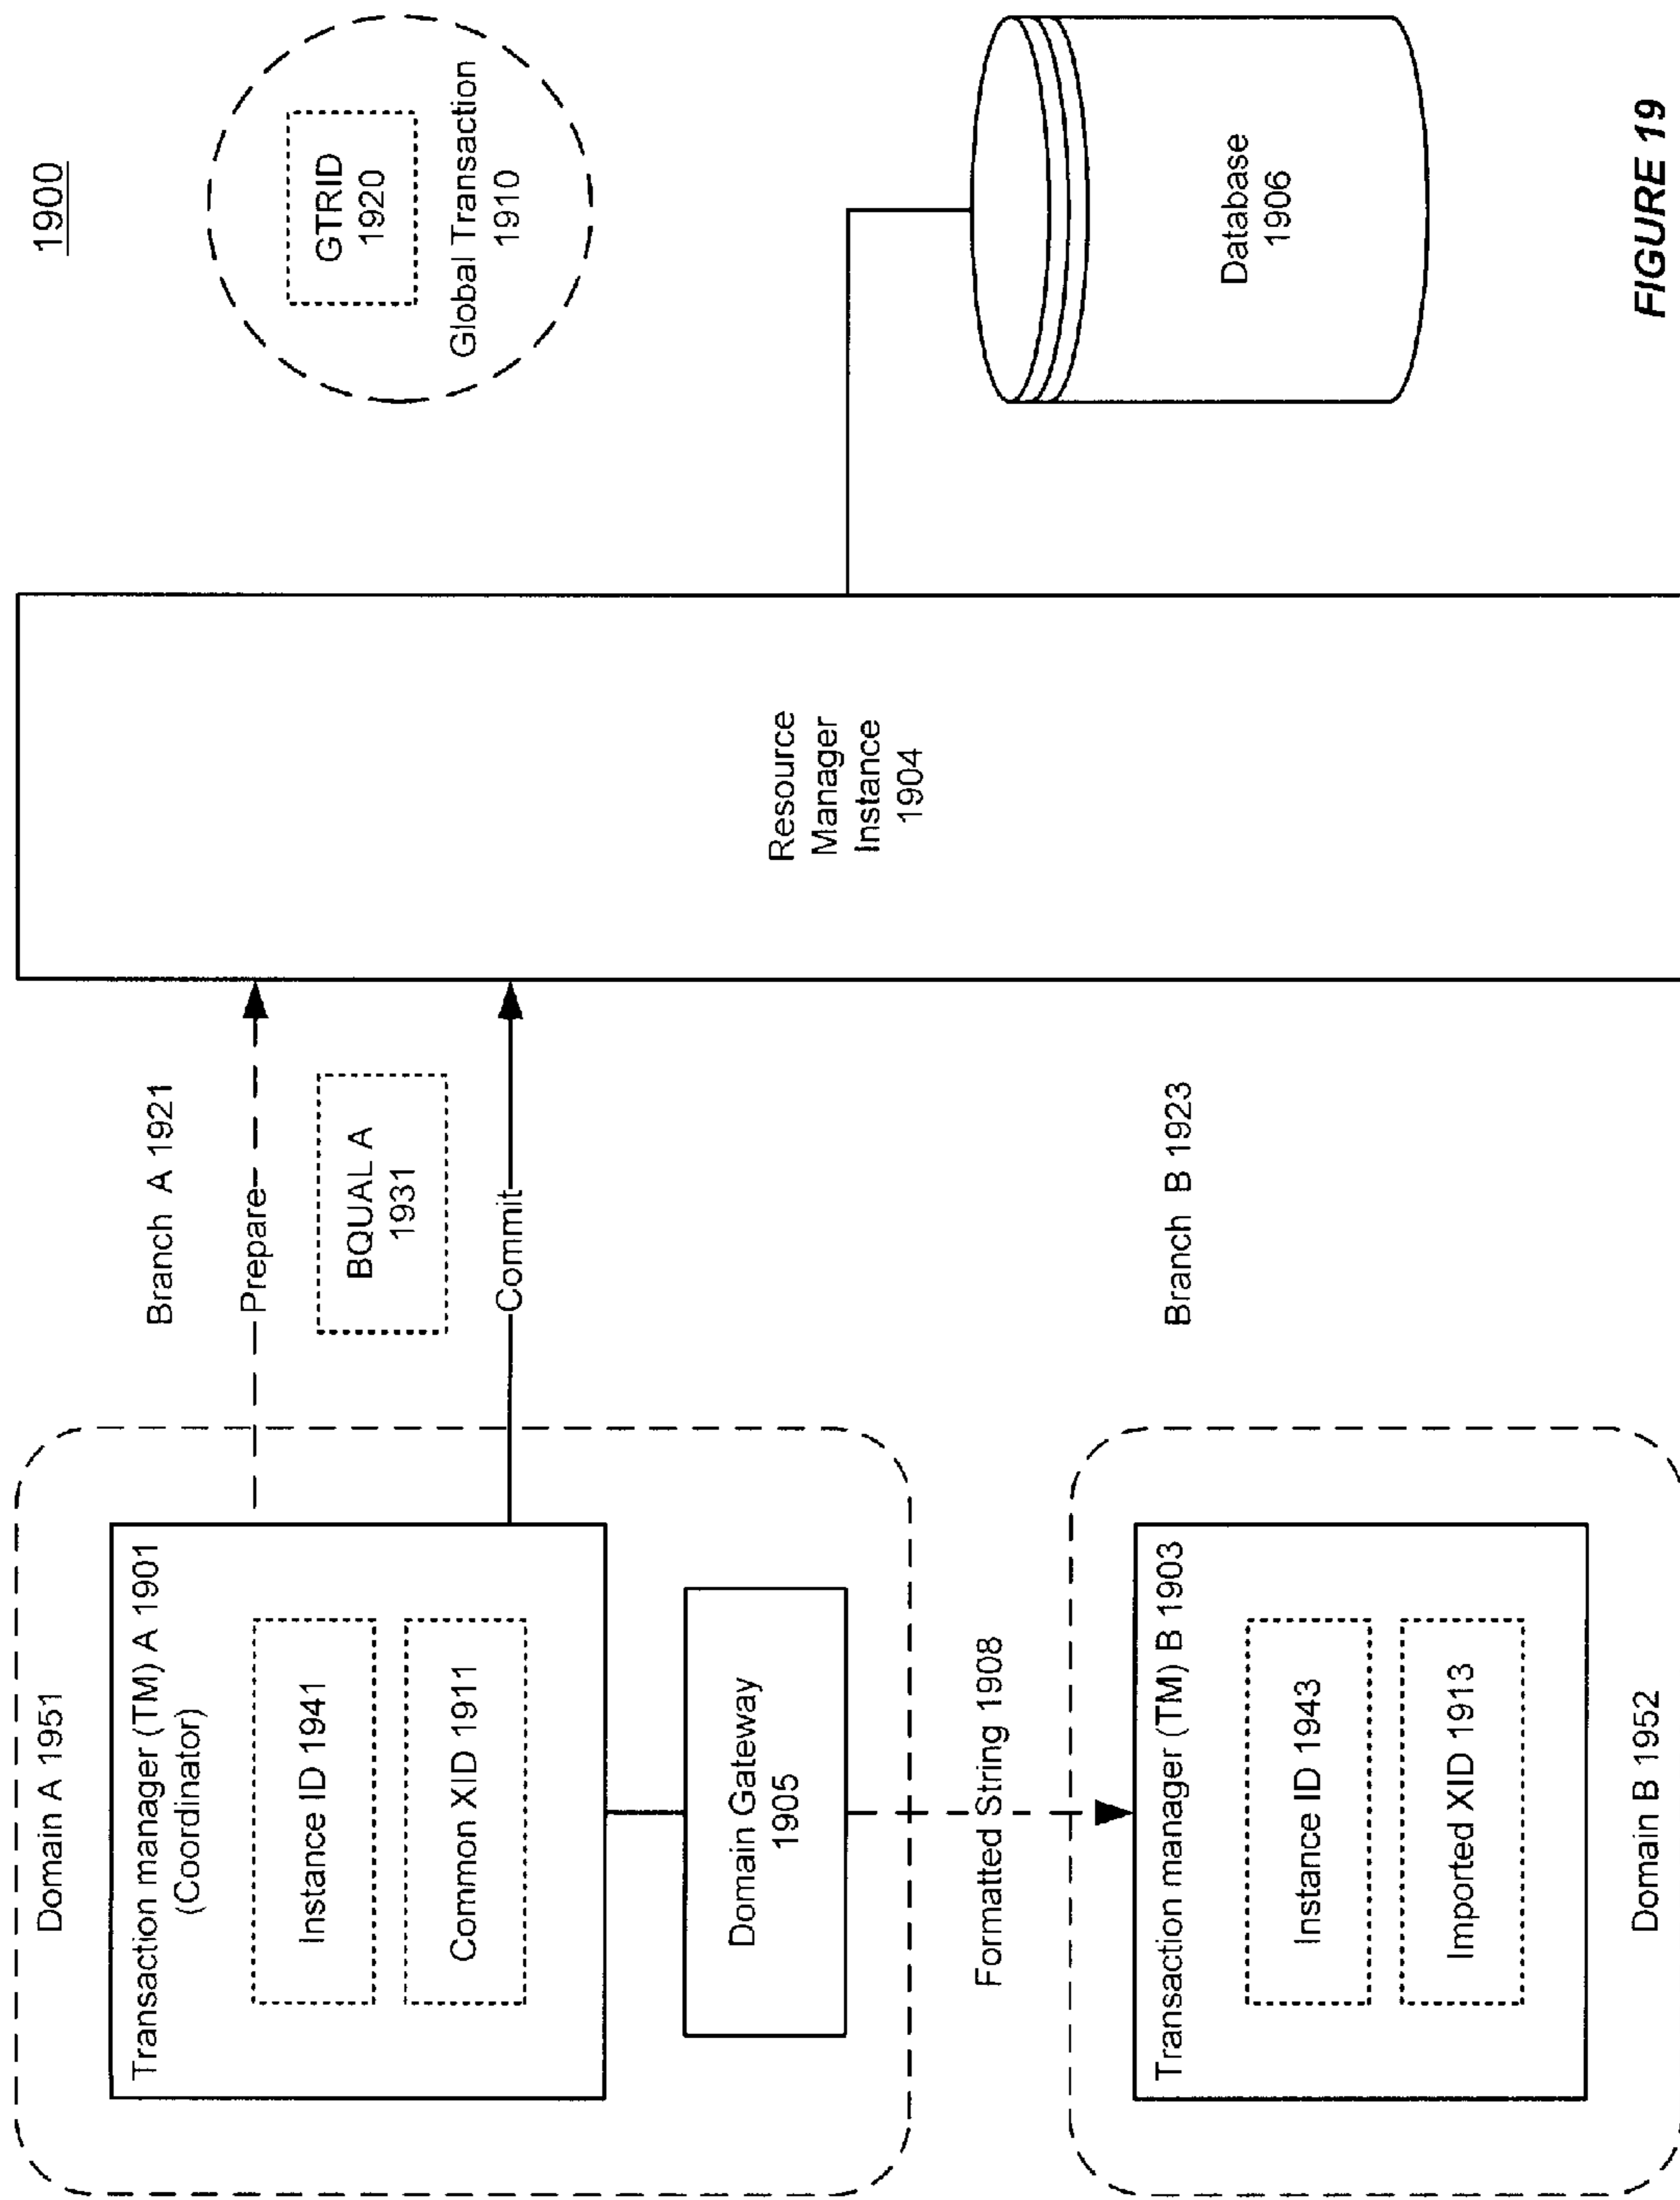 1900
Domain A 1951
Transaction manager (TM) A 1901
(Coordinator)
Instance ID 1941
Common XID 1911
Domain Gateway
1905
Formatted String 1908
Transaction manager (TM) B 1903
Instance ID 1943
Imported XID 1913
Domain B 1952
Branch A 1921
Prepare
BQUAL A
1931
Commit
Branch B 1923
Resource
Manager
Instance
1904
GTRID
1920
Global Transaction
1910
Database
1906
FIGURE 19